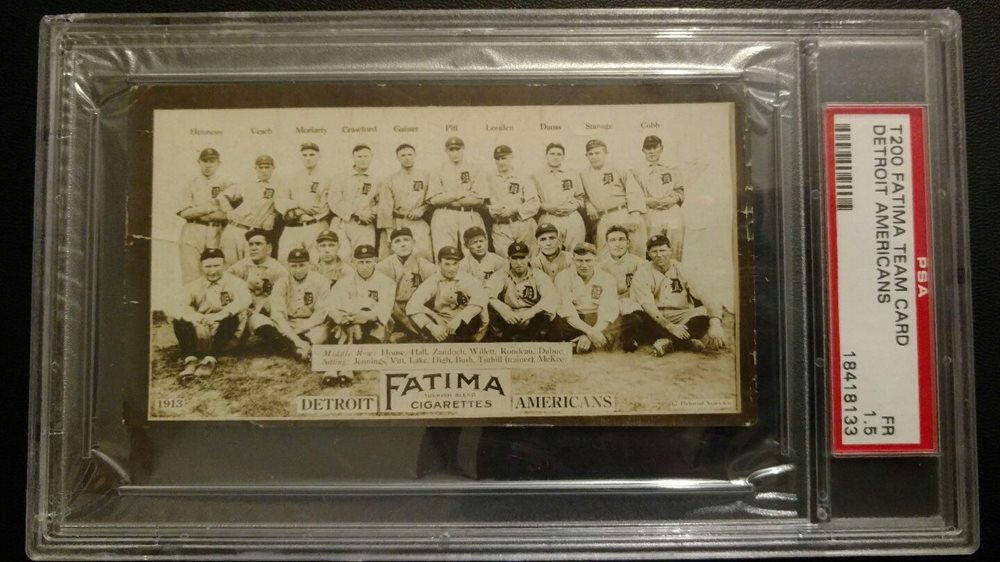 Hennessy Veach Moriarty Crawford Gainer Pitt Louden Dauss Stanage Cobb
Middle Row: House, Hall, Zamloch, Willett, Rondeau, Dubuc,
Sitting: Jennings, Vitt, Lake, High, Bush, Tuthill (trainer), McKee
1913
DETROIT
FATIMA
TURKISH BLEND
CIGARETTES
AMERICANS
PSA
T200 FATIMA TEAM CARD
DETROIT AMERICANS
FR
1.5
18418133